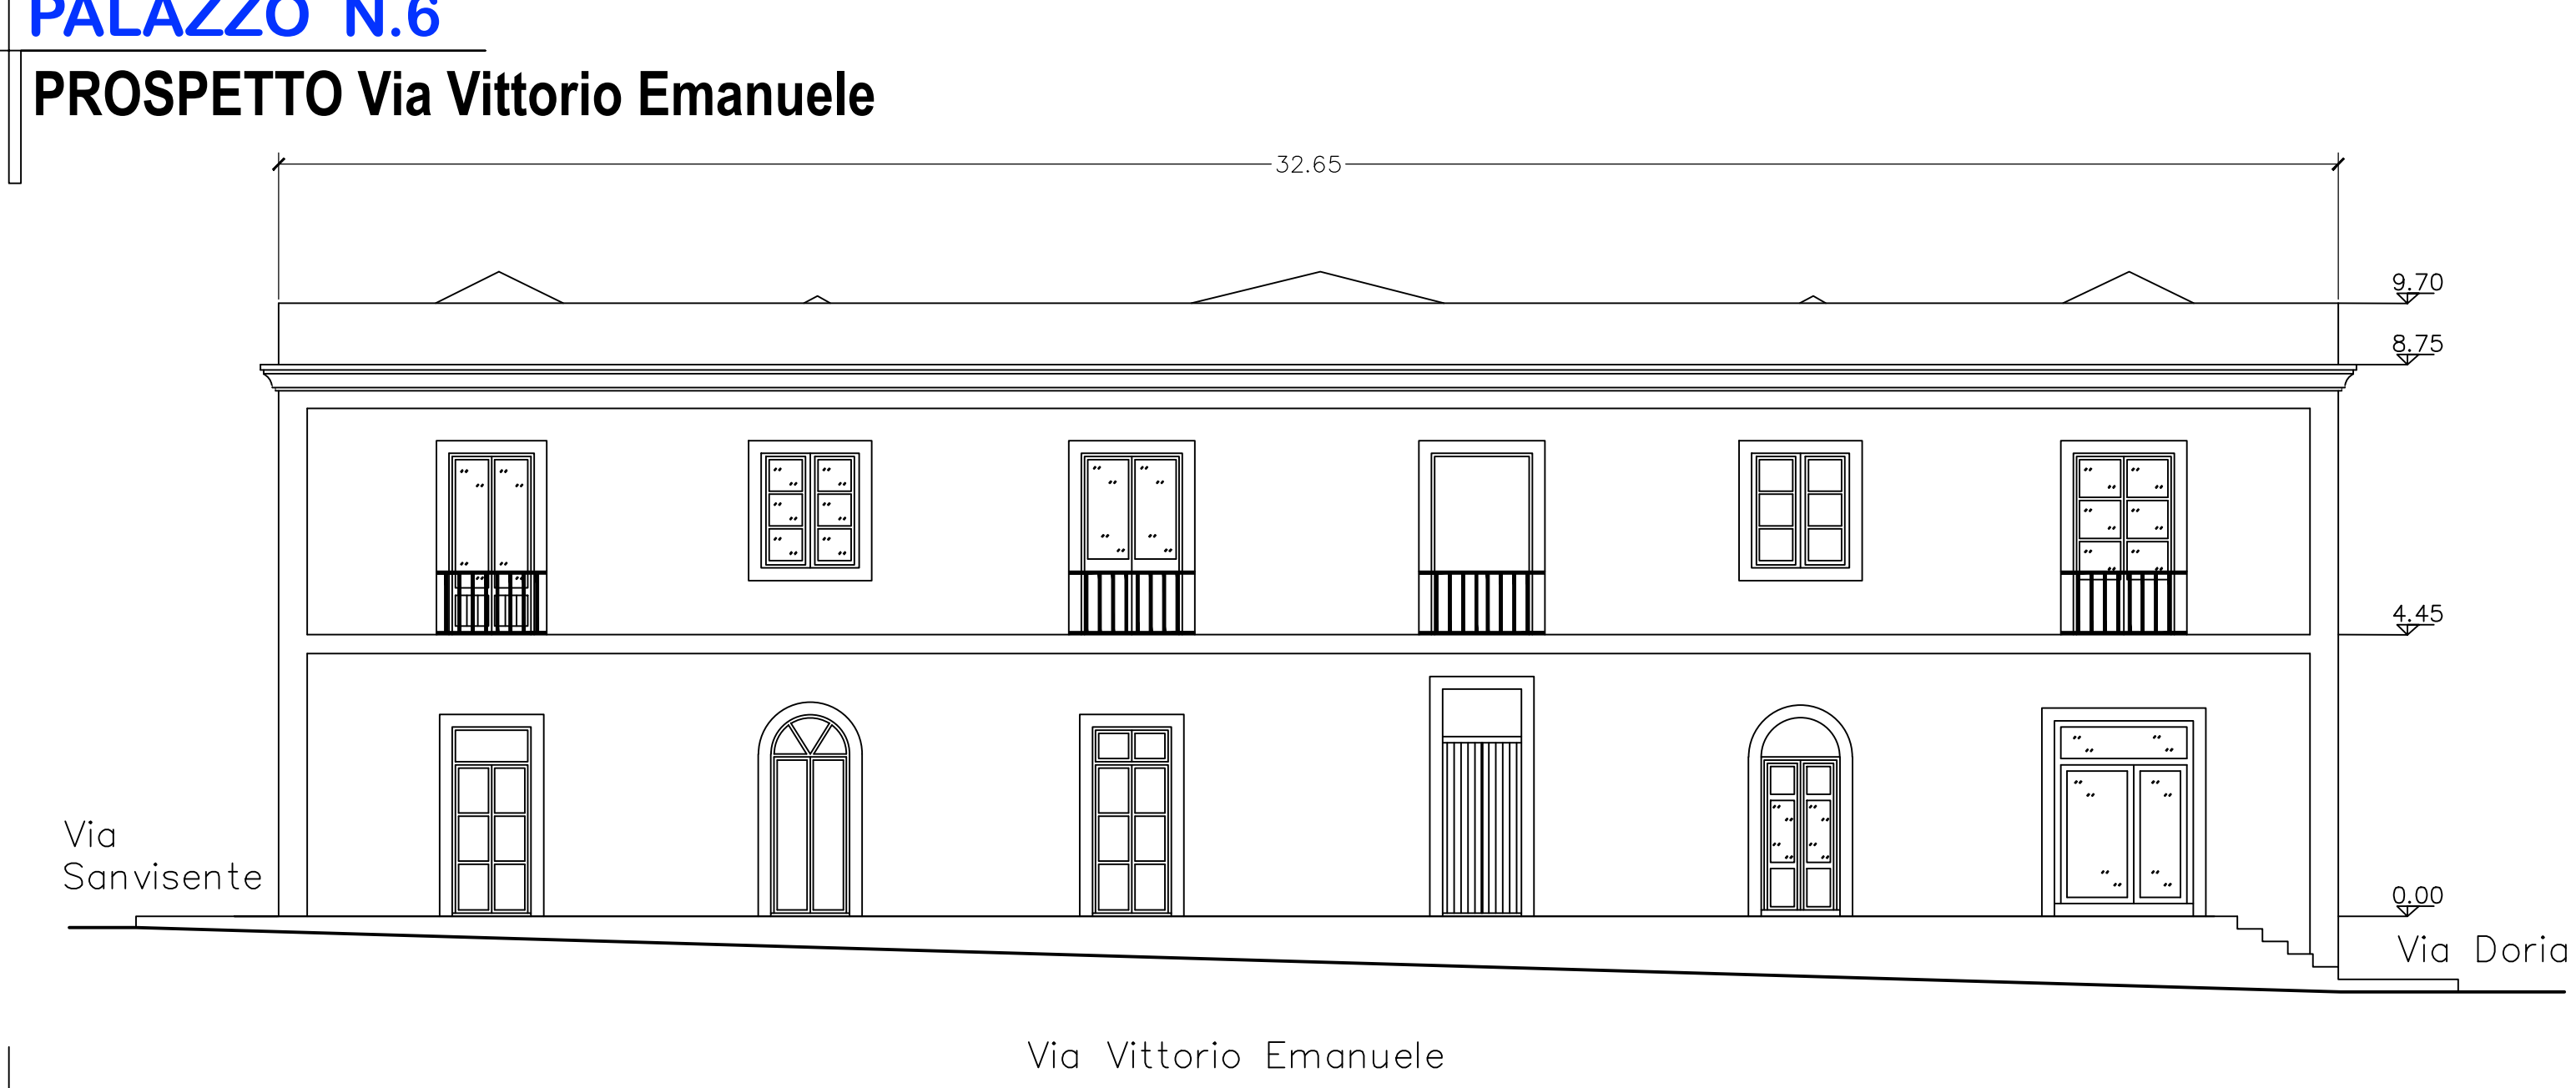 PALAZZO N.6
PROSPETTO Via Vittorio Emanuele
32.65
9.70
8.75
4.45
Via
Sanvisente
0.00
Via Doria
Via Vittorio Emanuele